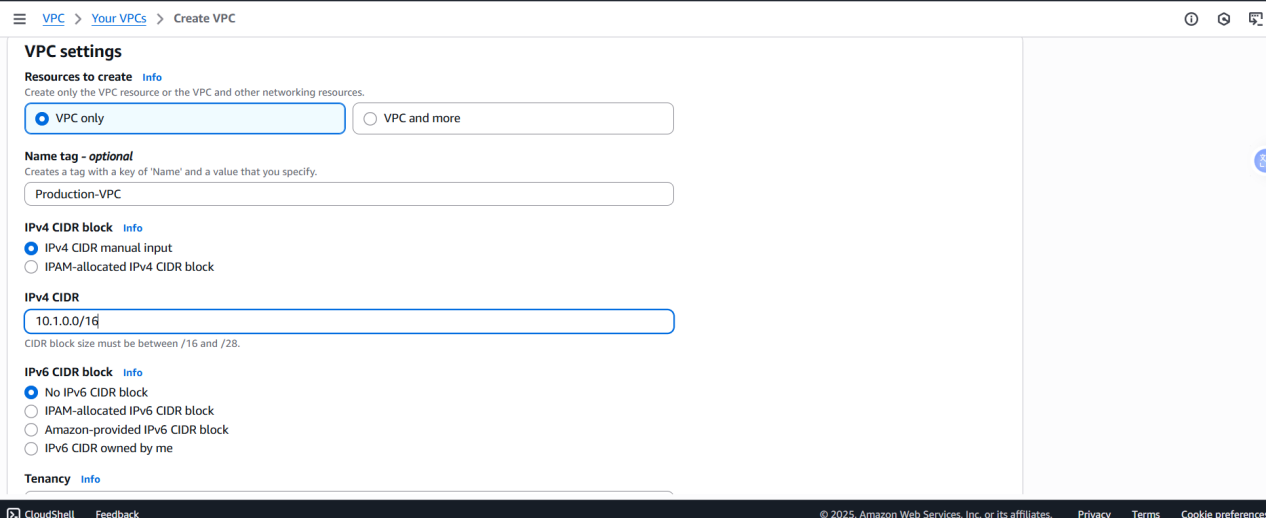 VPC > Your VPCs > Create VPC
VPC settings
Resources to create Info
Create only the VPC resource or the VPC and other networking resources.
VPC only VPC and more
Name tag - optional
Creates a tag with a key of 'Name' and a value that you specify.
Production-VPC
IPv4 CIDR block Info
IPv4 CIDR manual input
IPAM-allocated IPv4 CIDR block
IPv4 CIDR
10.1.0.0/16
CIDR block size must be between /16 and /28.
IPv6 CIDR block Info
No IPv6 CIDR block
IPAM-allocated IPv6 CIDR block
Amazon-provided IPv6 CIDR block
IPv6 CIDR owned by me
Tenancy Info
CloudShell Feedback © 2025, Amazon Web Services, Inc. or its affiliates. Privacy Terms Cookie preferences